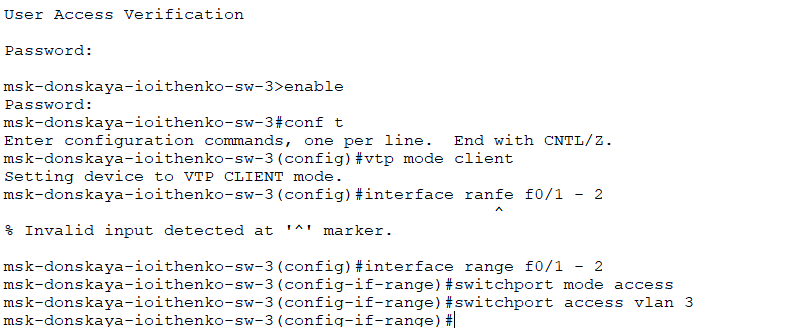 User Access Verification
Password:
msk-donskaya-ioithenko-sw-3>enable
Password:
msk-donskaya-ioithenko-sw-3#conf t
Enter configuration commands, one per line.  End with CNTL/Z.
msk-donskaya-ioithenko-sw-3(config)#vtp mode client
Setting device to VTP CLIENT mode.
msk-donskaya-ioithenko-sw-3(config)#interface ranfe f0/1 - 2
^
% Invalid input detected at '^' marker.
msk-donskaya-ioithenko-sw-3(config)#interface range f0/1 - 2
msk-donskaya-ioithenko-sw-3(config-if-range)#switchport mode access
msk-donskaya-ioithenko-sw-3(config-if-range)#switchport access vlan 3
msk-donskaya-ioithenko-sw-3(config-if-range)#